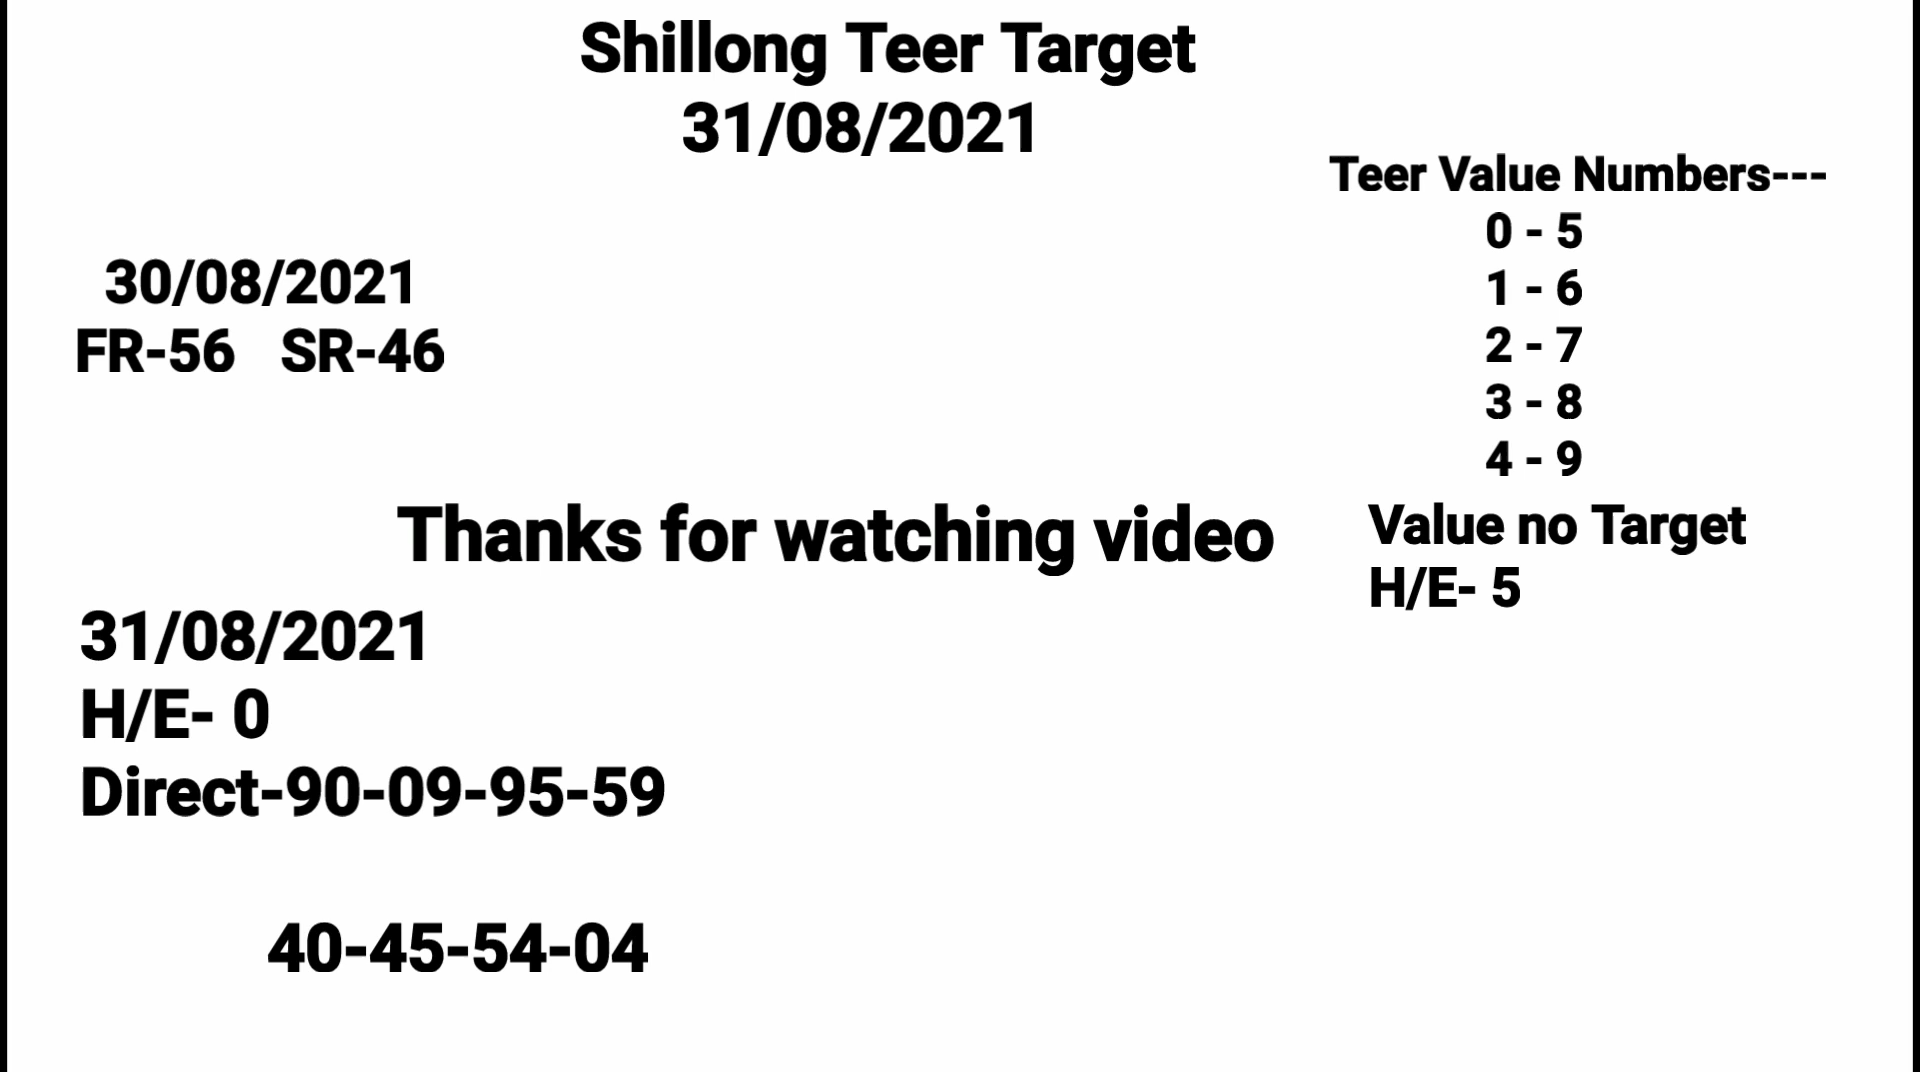 Shillong Teer Target
31/08/2021
30/08/2021
FR-56 SR-46
Teer Value Numbers---
0 - 5
1 - 6
2 - 7
3 - 8
4 - 9
Value no Target
H/E- 5
Thanks for watching video
31/08/2021
H/E- 0
Direct-90-09-95-59
40-45-54-04